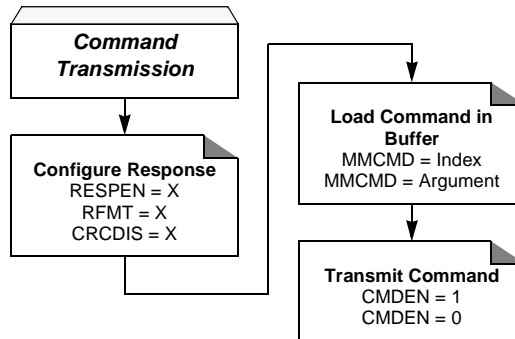 Command
Transmission
Configure Response
RESPEN = X
RFMT = X
CRCDIS = X
Load Command in
Buffer
MMCMD = Index
MMCMD = Argument
Transmit Command
CMDEN = 1
CMDEN = 0